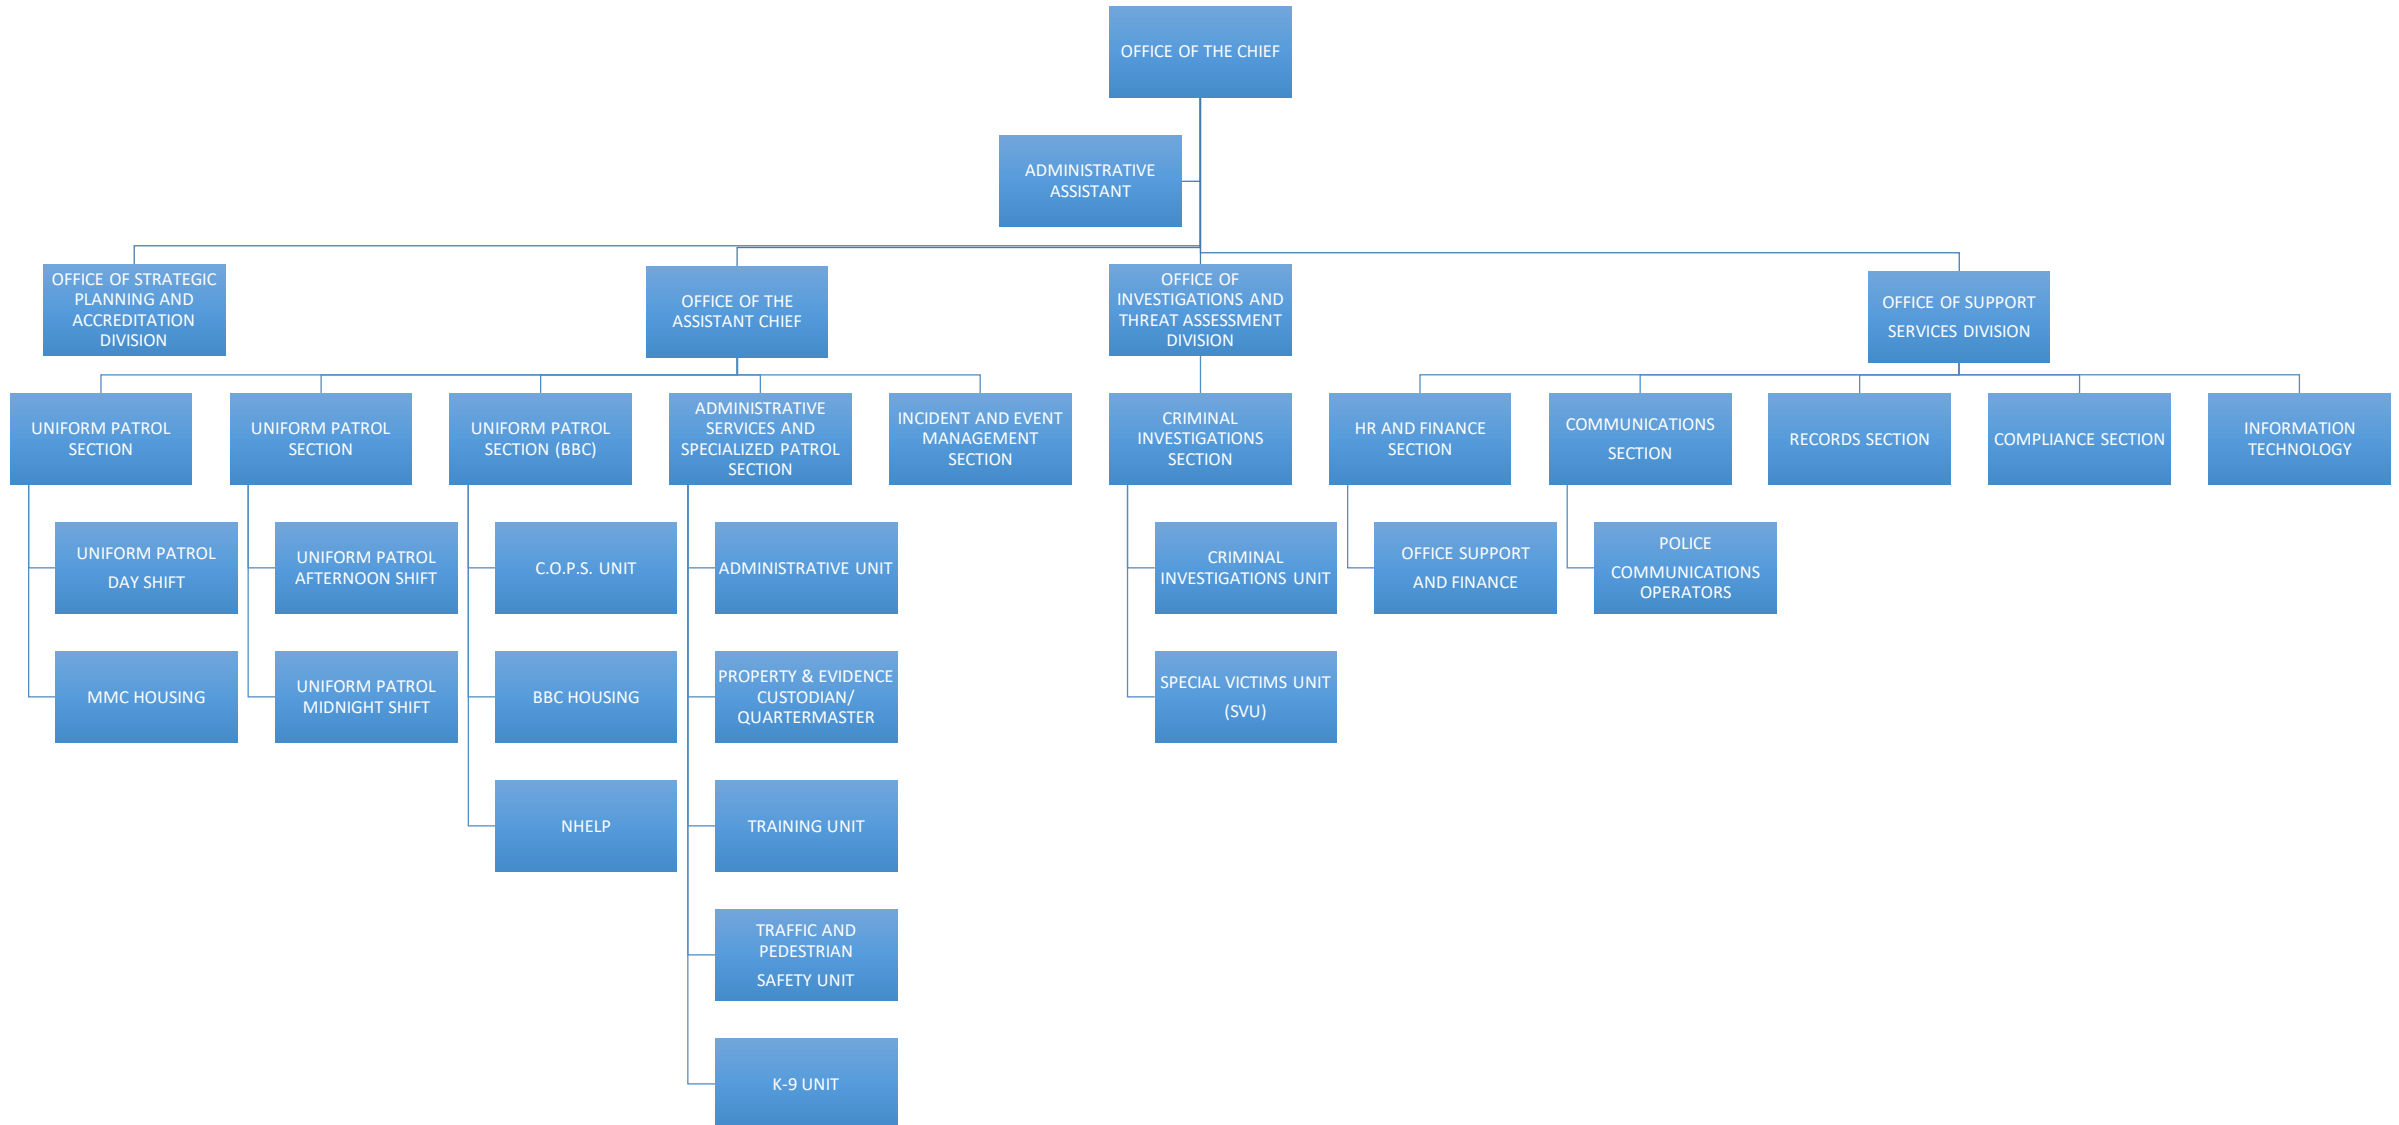 OFFICE OF THE CHIEF
ADMINISTRATIVE
ASSISTANT
OFFICE OF STRATEGIC
PLANNING AND
ACCREDITATION
DIVISION
OFFICE OF THE
ASSISTANT CHIEF
OFFICE OF
INVESTIGATIONS AND
THREAT ASSESSMENT
DIVISION
OFFICE OF SUPPORT
SERVICES DIVISION
UNIFORM PATROL
SECTION
UNIFORM PATROL
SECTION
UNIFORM PATROL
SECTION (BBC)
ADMINISTRATIVE
SERVICES AND
SPECIALIZED PATROL
SECTION
INCIDENT AND EVENT
MANAGEMENT
SECTION
CRIMINAL
INVESTIGATIONS
SECTION
HR AND FINANCE
SECTION
COMMUNICATIONS
SECTION
RECORDS SECTION
COMPLIANCE SECTION
INFORMATION
TECHNOLOGY
UNIFORM PATROL
DAY SHIFT
UNIFORM PATROL
AFTERNOON SHIFT
C.O.P.S. UNIT
ADMINISTRATIVE UNIT
CRIMINAL
INVESTIGATIONS UNIT
OFFICE SUPPORT
AND FINANCE
POLICE
COMMUNICATIONS
OPERATORS
MMC HOUSING
UNIFORM PATROL
MIDNIGHT SHIFT
BBC HOUSING
PROPERTY & EVIDENCE
CUSTODIAN/
QUARTERMASTER
SPECIAL VICTIMS UNIT
(SVU)
NHELP
TRAINING UNIT
TRAFFIC AND
PEDESTRIAN
SAFETY UNIT
K-9 UNIT